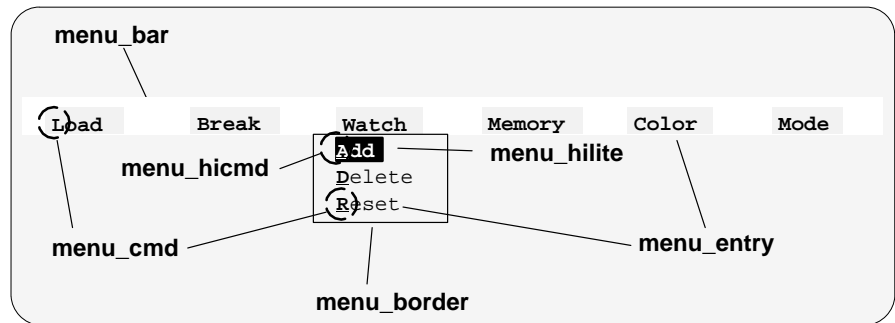 menu_bar
Load Break Watch Memory Color Mode
Add
menu_hilite
menu_hicmd
Delete
Reset
menu_cmd
menu_entry
menu_border